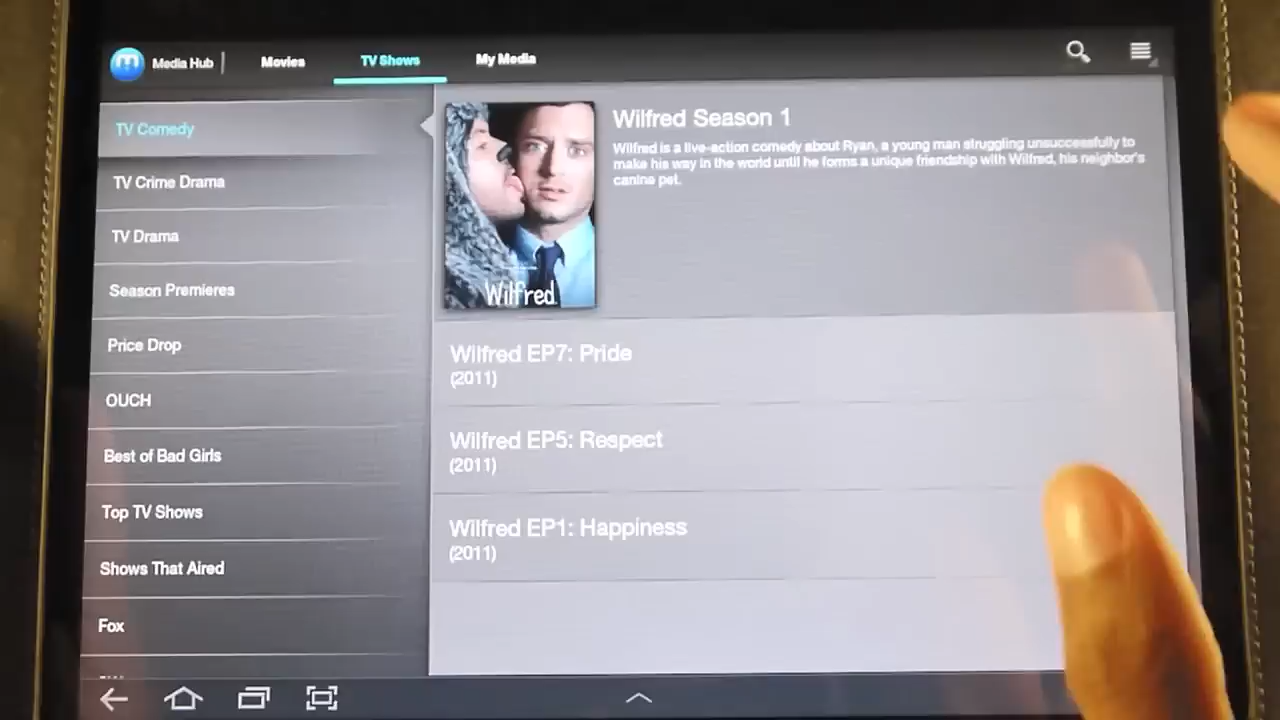 Media Hub
Movies
TV Shows
My Media
TV Comedy
TV Crime Drama
TV Drama
Season Premieres
Price Drop
OUCH
Best of Bad Girls
Top TV Shows
Shows That Aired
Fox
Wilfred
Wilfred Season 1
Wilfred is a live-action comedy about Ryan, a young man struggling unsuccessfully to
make his way in the world until he forms a unique friendship with Wilfred, his neighbor's
canine pet.
Wilfred EP7: Pride
(2011)
Wilfred EP5: Respect
(2011)
Wilfred EP1: Happiness
(2011)